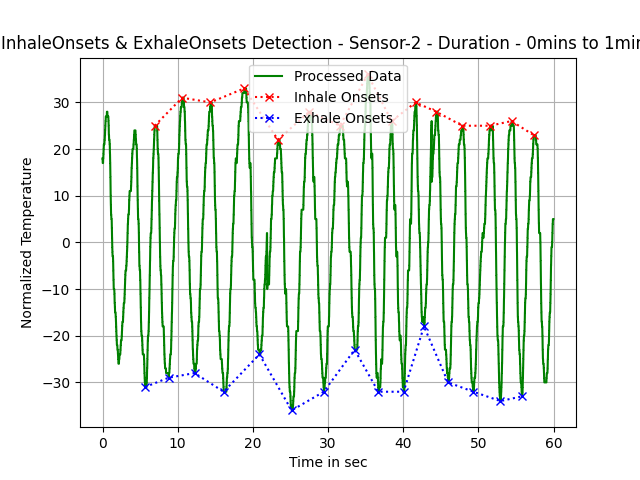 InhaleOnsets & ExhaleOnsets Detection - Sensor-2 - Duration - 0mins to 1min
Processed Data
Inhale Onsets
Exhale Onsets
Normalized Temperature
30
20
10
0
−10
−20
−30
0 10 20 30 40 50 60
Time in sec